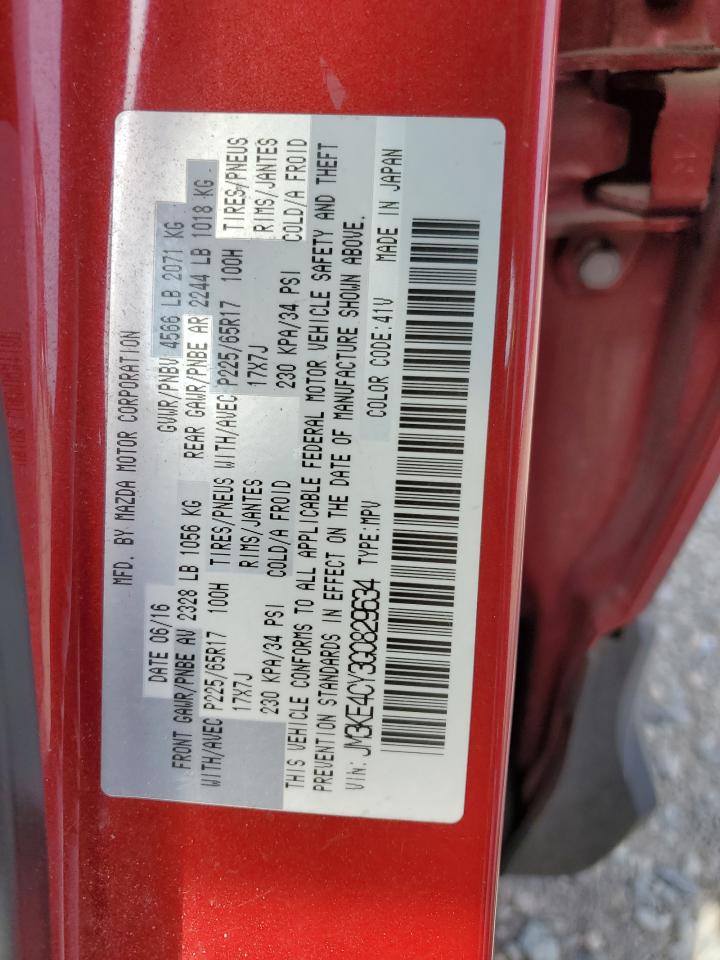 MFD. BY MAZDA MOTOR CORPORATION
DATE 06/16 GVWR/PNBV 4566 LB 2071 KG
FRONT GAWR/PNBE AV 2328 LB 1056 KG REAR GAWR/PNBE AR 2244 LB 1018 KG
WITH/AVEC P225/65R17 100H TIRES/PNEUS WITH/AVEC P225/65R17 100H TIRES/PNEUS
17X7J RIMS/JANTES 17X7J RIMS/JANTES
230 KPA/34 PSI COLD/A FROID 230 KPA/34 PSI COLD/A FROID
THIS VEHICLE CONFORMS TO ALL APPLICABLE FEDERAL MOTOR VEHICLE SAFETY AND THEFT
PREVENTION STANDARDS IN EFFECT ON THE DATE OF MANUFACTURE SHOWN ABOVE.
VIN: JM3KE4CY3G0829634 TYPE:MPV COLOR CODE:41V MADE IN JAPAN